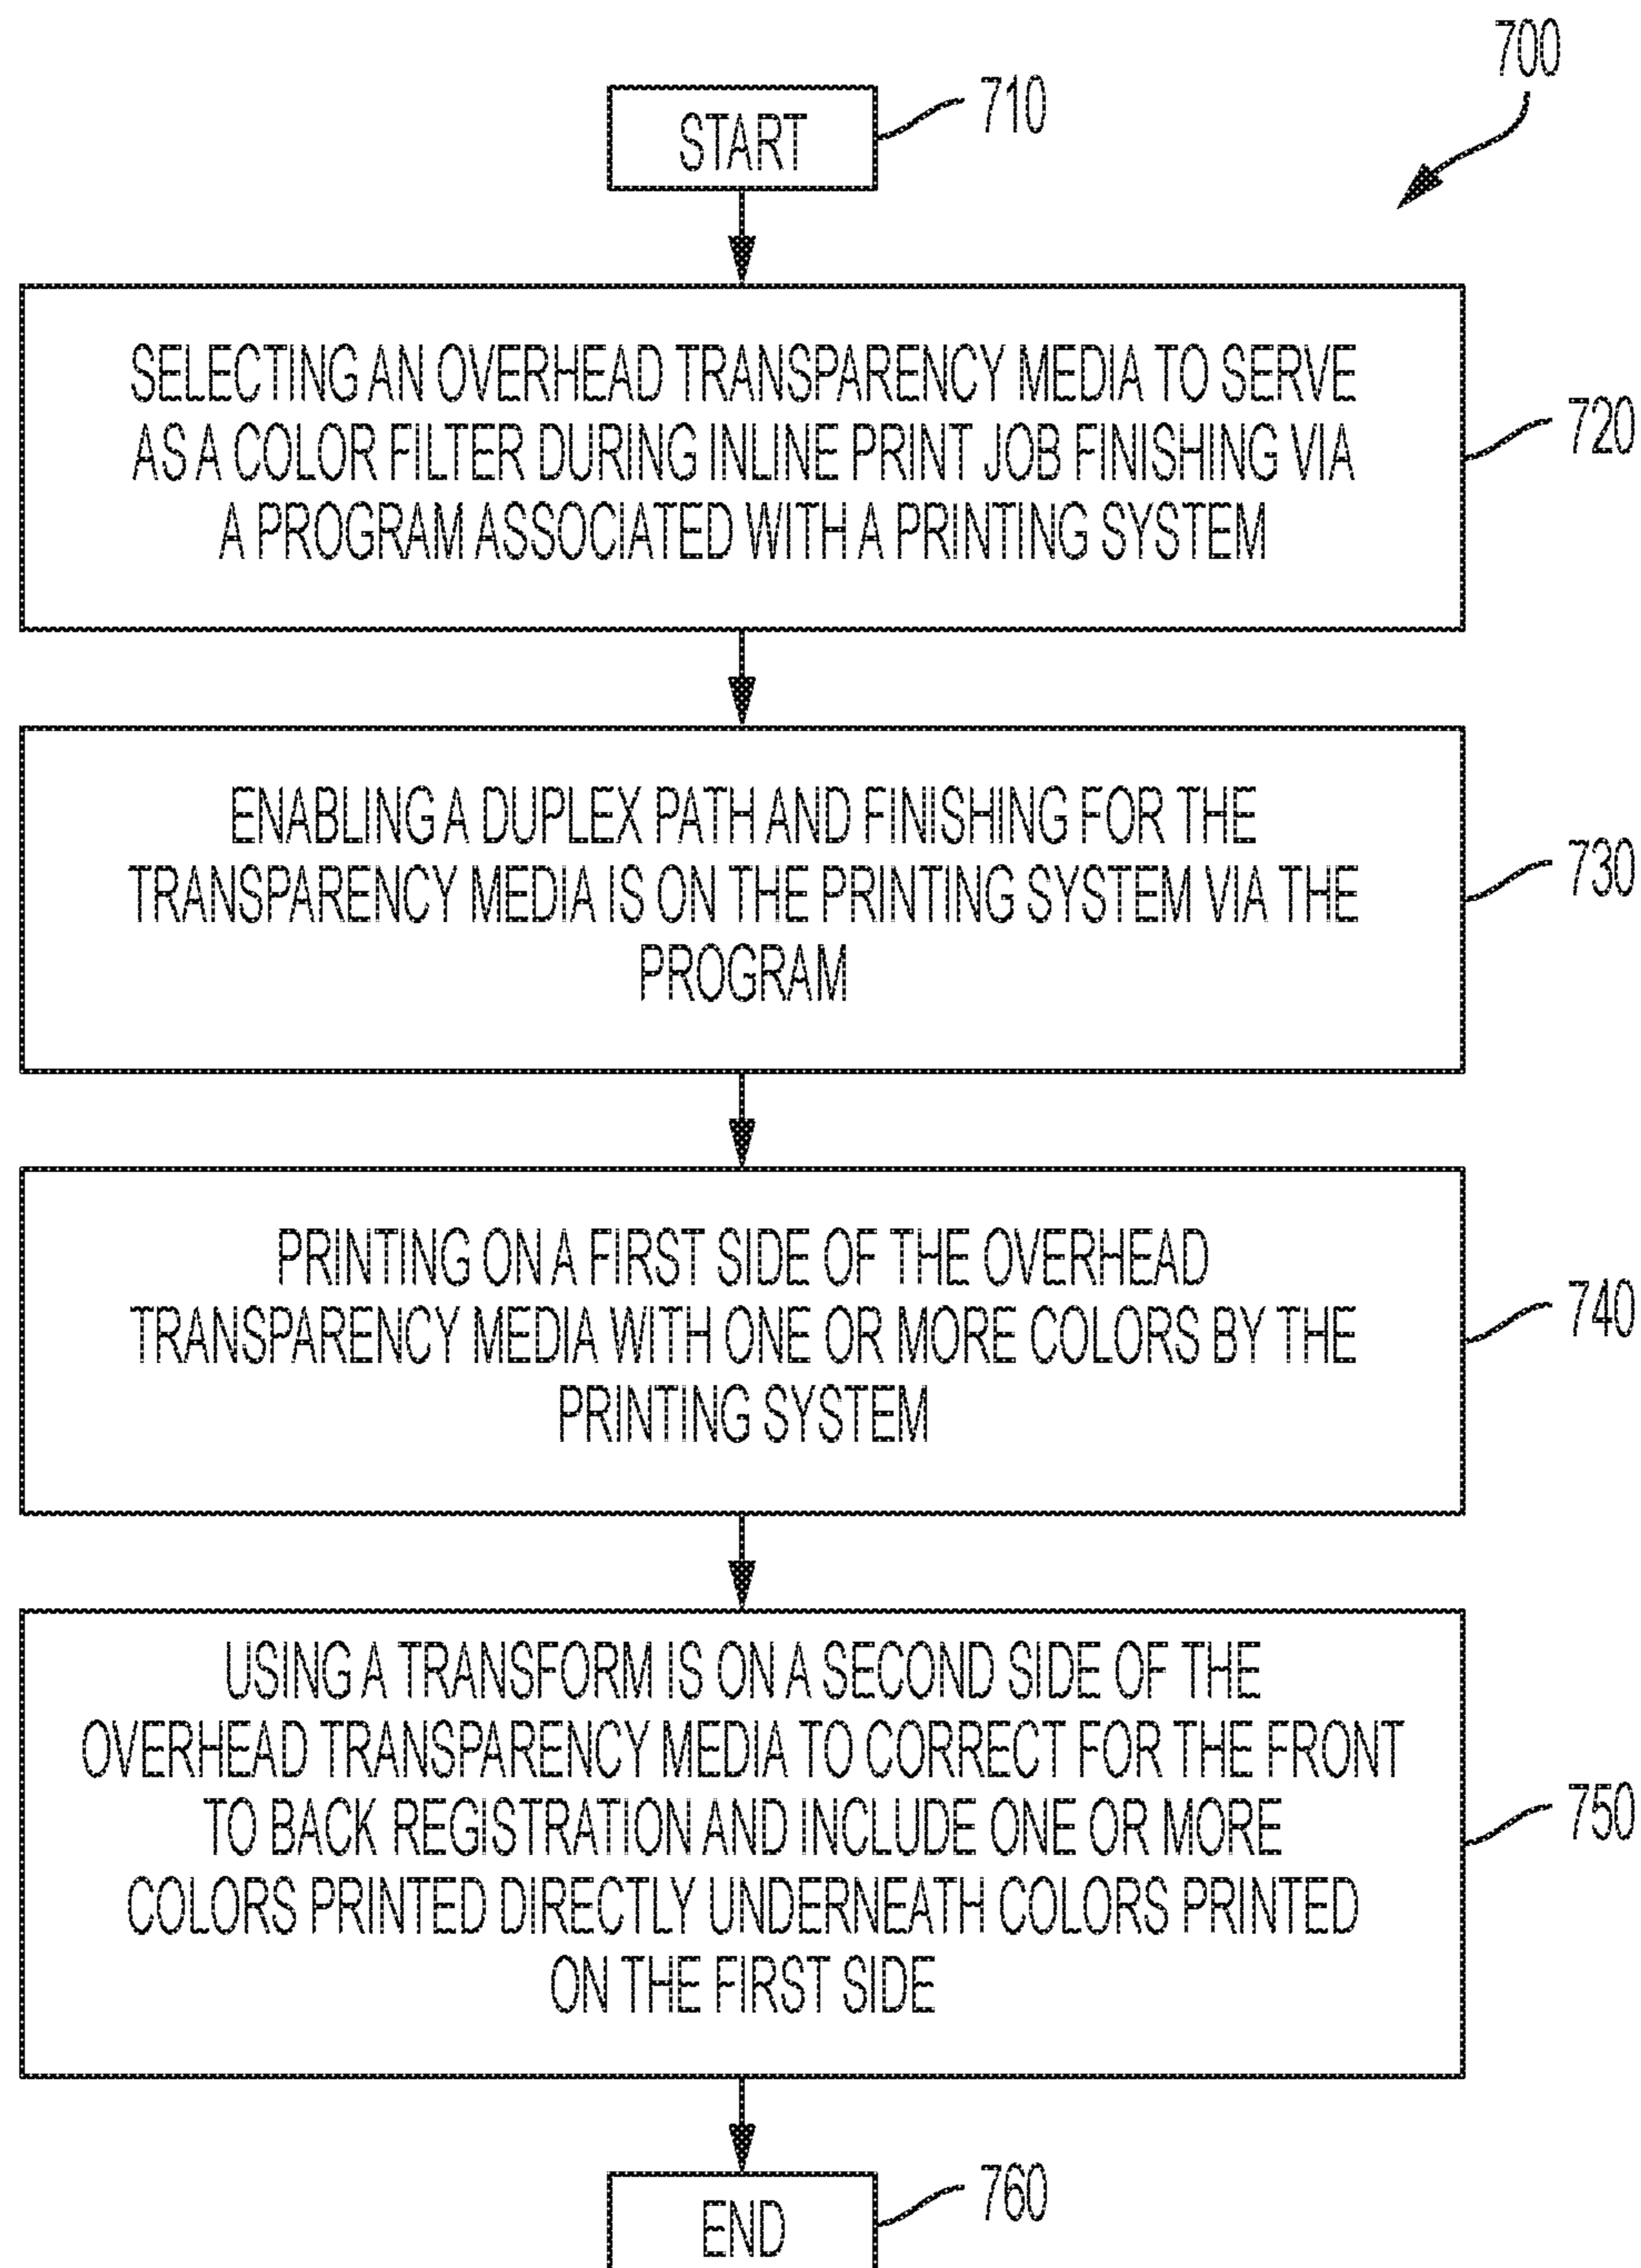 700
START
710
SELECTING AN OVERHEAD TRANSPARENCY MEDIA TO SERVE
AS A COLOR FILTER DURING INLINE PRINT JOB FINISHING VIA
A PROGRAM ASSOCIATED WITH A PRINTING SYSTEM
720
ENABLING A DUPLEX PATH AND FINISHING FOR THE
TRANSPARENCY MEDIA IS ON THE PRINTING SYSTEM VIA THE
PROGRAM
730
PRINTING ON A FIRST SIDE OF THE OVERHEAD
TRANSPARENCY MEDIA WITH ONE OR MORE COLORS BY THE
PRINTING SYSTEM
740
USING A TRANSFORM IS ON A SECOND SIDE OF THE
OVERHEAD TRANSPARENCY MEDIA TO CORRECT FOR THE FRONT
TO BACK REGISTRATION AND INCLUDE ONE OR MORE
COLORS PRINTED DIRECTLY UNDERNEATH COLORS PRINTED
ON THE FIRST SIDE
750
END
760